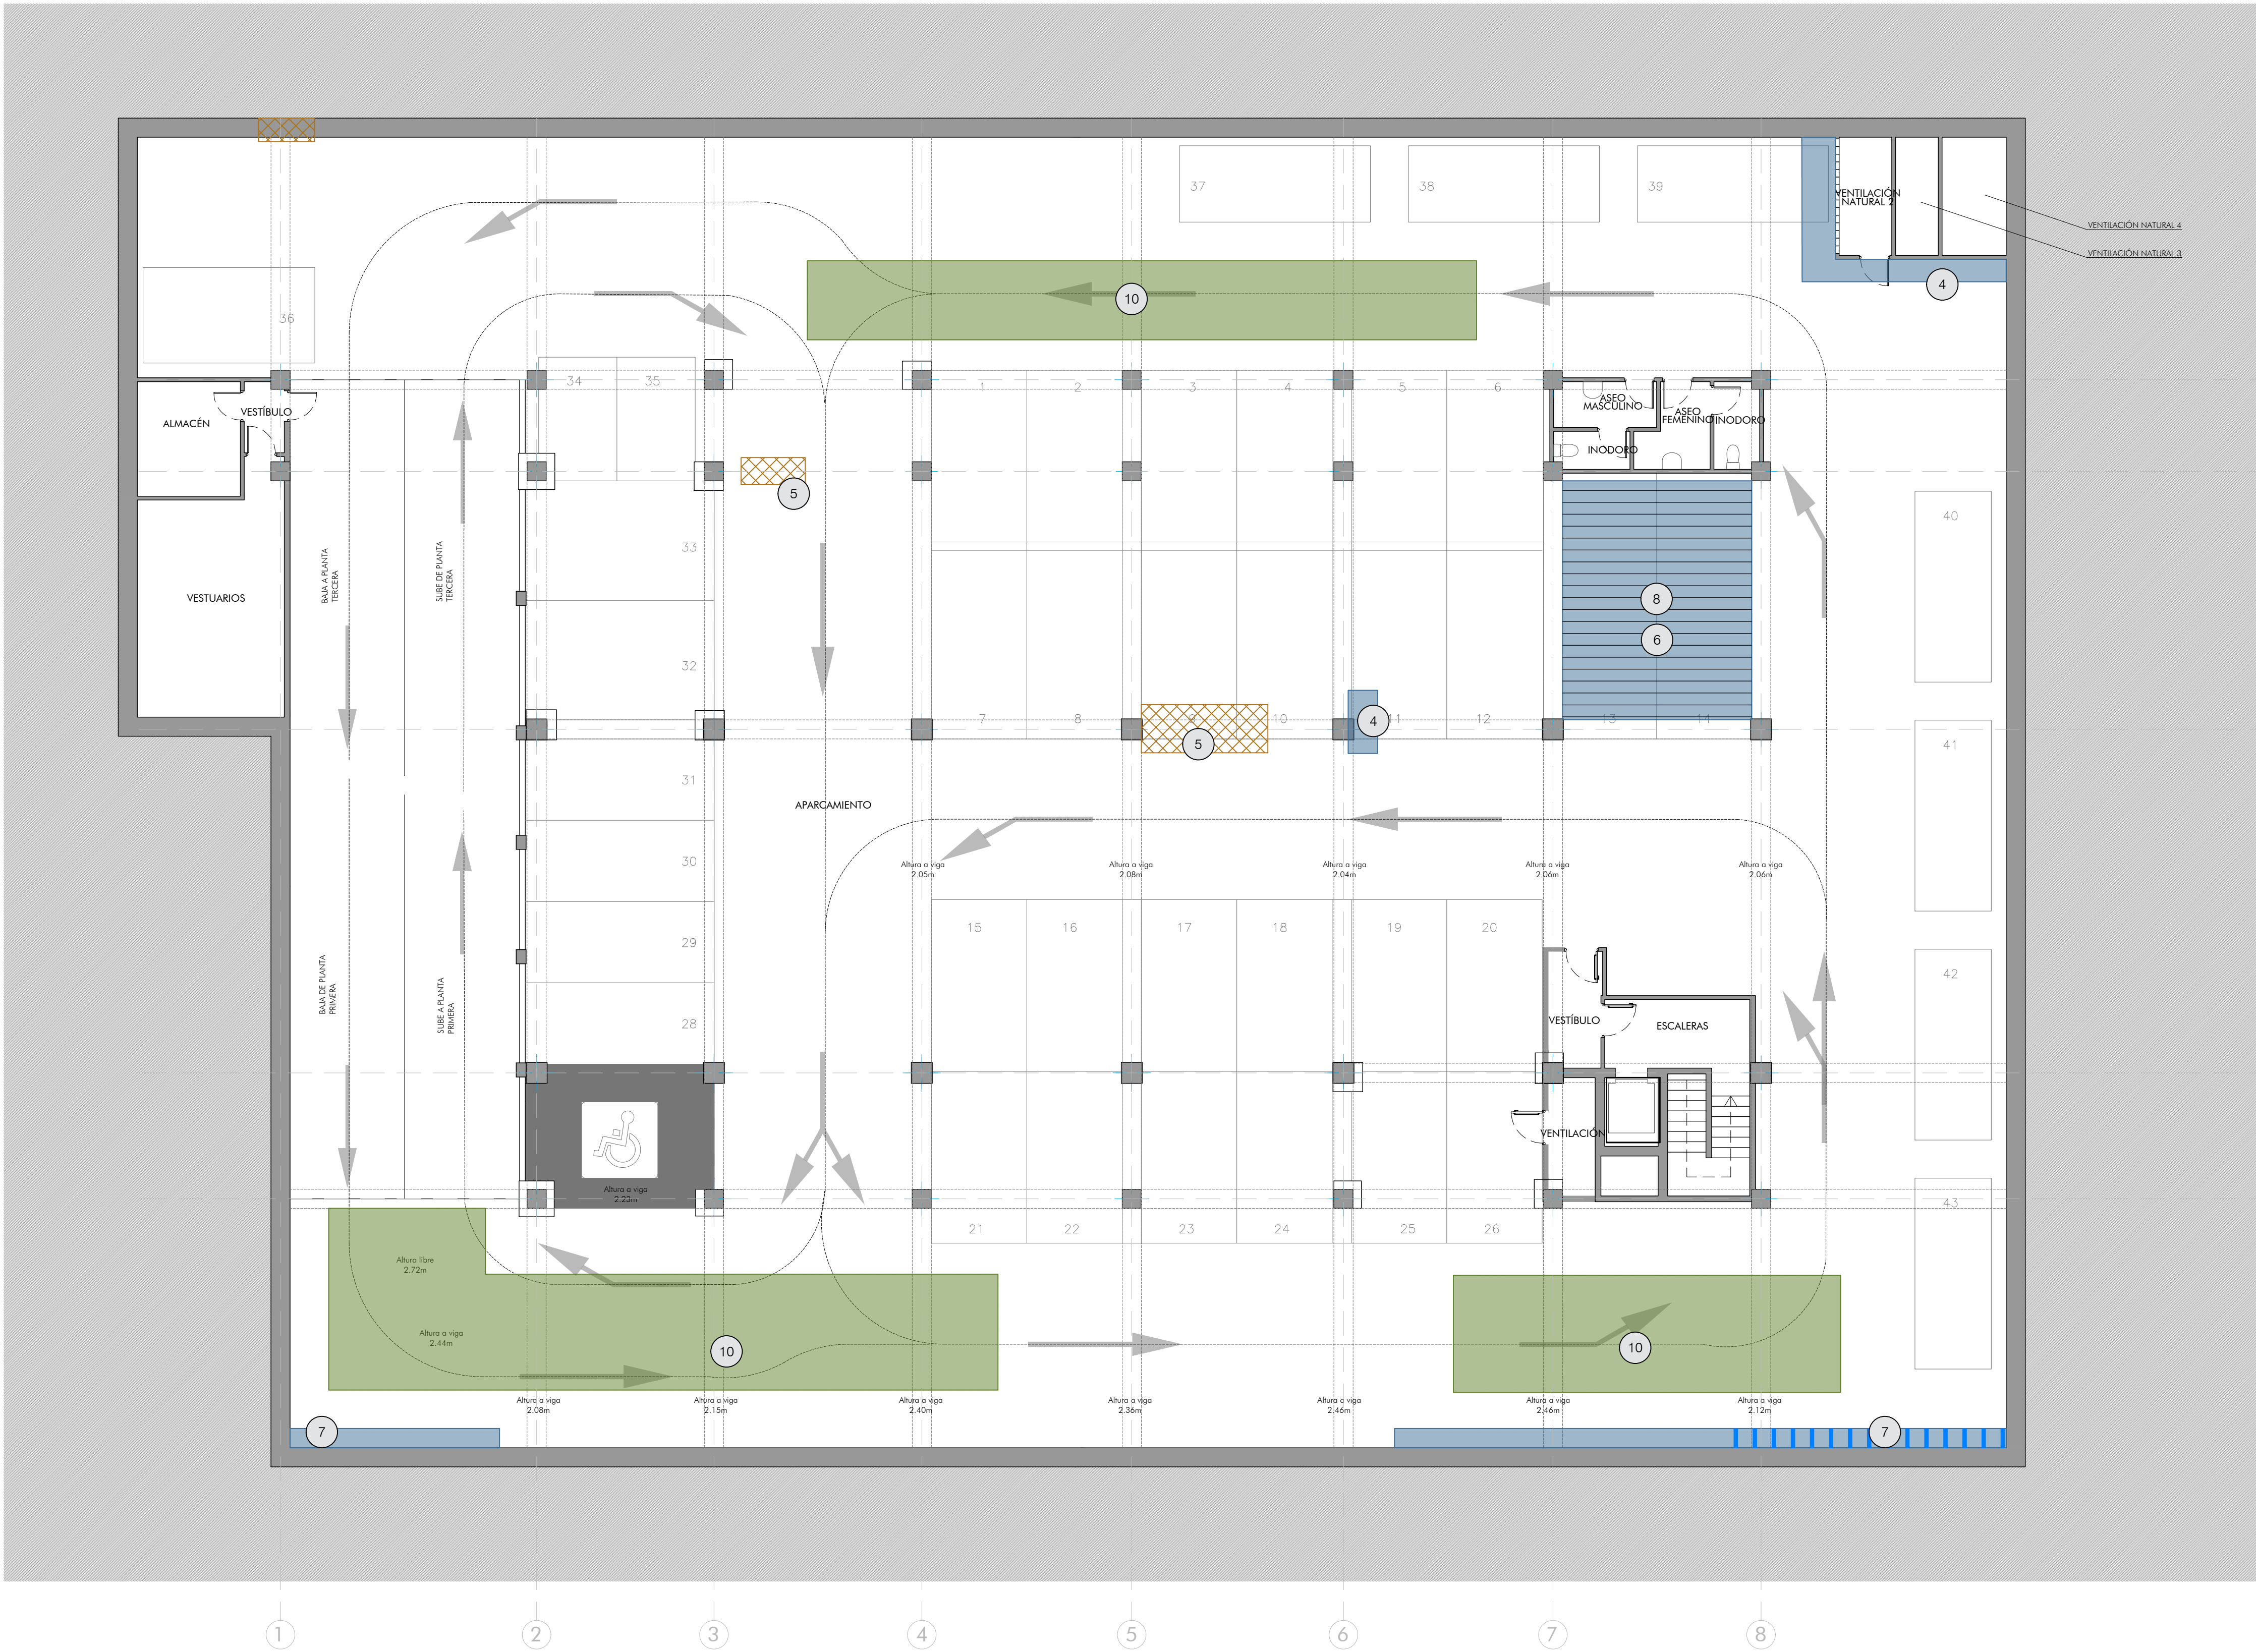 37
38
39
VENTILACIÓN
NATURAL 2
VENTILACIÓN NATURAL 4
VENTILACIÓN NATURAL 3
4
10
36
34
35
1
2
3
4
5
6
ALMACÉN
VESTÍBULO
ASEO
MASCULINO
ASEO
FEMENINO
INODORO
INODORO
5
40
33
BAJA A PLANTA
TERCERA
SUBE DE PLANTA
TERCERA
VESTUARIOS
8
6
32
7
8
9
10
11
12
13
14
4
5
41
31
APARCAMIENTO
30
Altura a viga
2.05m
Altura a viga
2.08m
Altura a viga
2.04m
Altura a viga
2.06m
Altura a viga
2.06m
15
16
17
18
19
20
29
42
BAJA DE PLANTA
PRIMERA
SUBE A PLANTA
PRIMERA
28
VESTÍBULO
ESCALERAS
VENTILACIÓN
Altura a viga
2.23m
43
21
22
23
24
25
26
Altura libre
2.72m
Altura a viga
2.44m
10
10
Altura a viga
2.08m
Altura a viga
2.15m
Altura a viga
2.40m
Altura a viga
2.36m
Altura a viga
2.46m
Altura a viga
2.46m
Altura a viga
2.12m
7
7
1
2
3
4
5
6
7
8